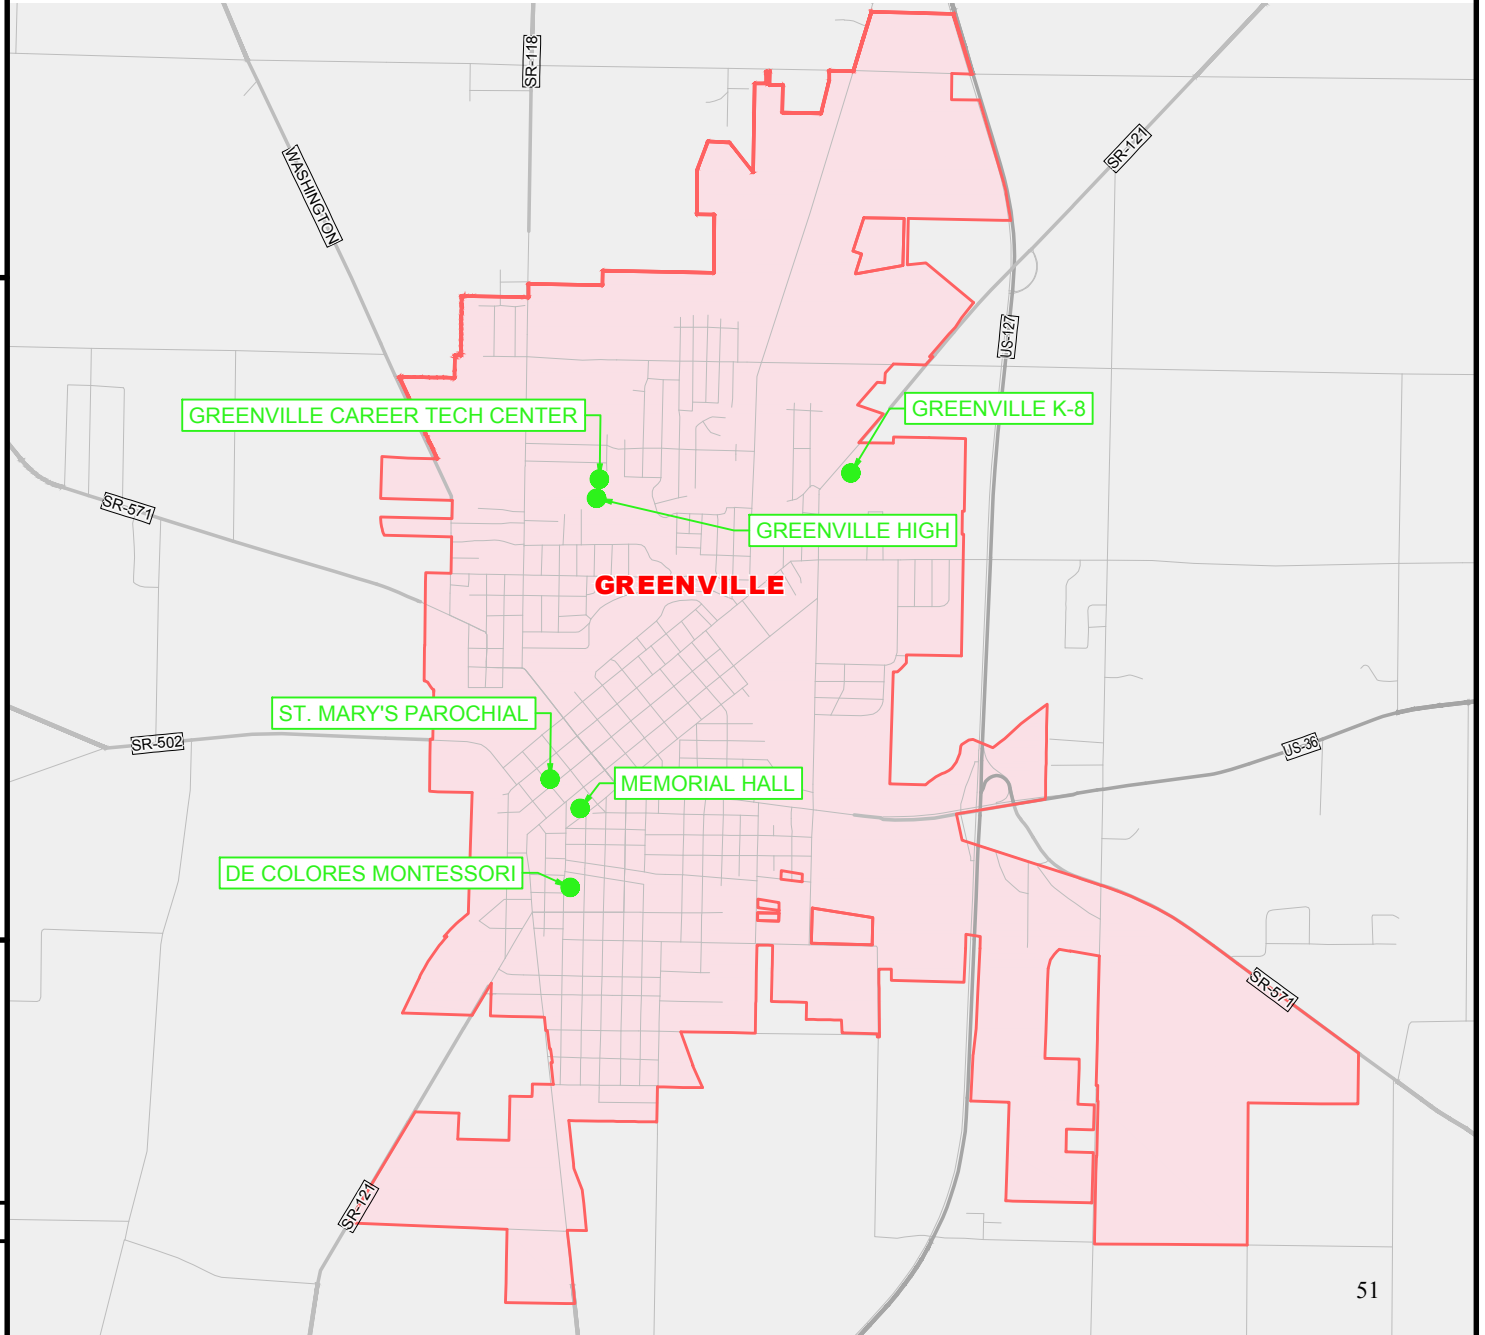 SR-118
SR-121
WASHINGTON
US-127
GREENVILLE CAREER TECH CENTER
GREENVILLE K-8
SR-571
GREENVILLE HIGH
GREENVILLE
ST. MARY'S PAROCHIAL
SR-502
US-36
MEMORIAL HALL
DE COLORES MONTESSORI
SR-571
SR-121
51